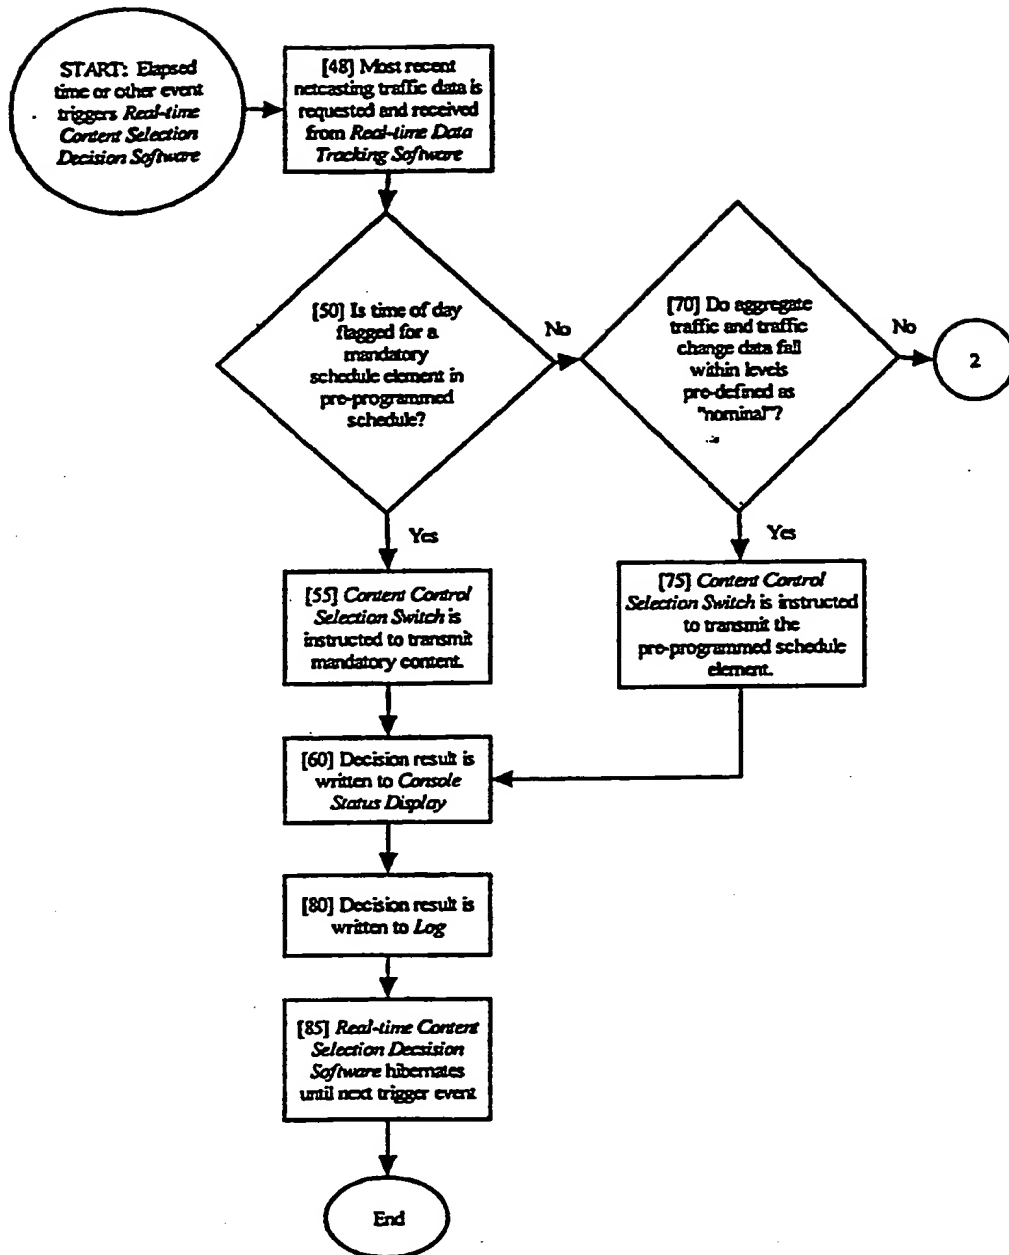 START: Elapsed
time or other event
triggers Real-time
Content Selection
Decision Software
[48] Most recent
netcasting traffic data is
requested and received
from Real-time Data
Tracking Software
[50] Is time of day
flagged for a
mandatory
schedule element in
pre-programmed
schedule?
No
[70] Do aggregate
traffic and traffic
change data fall
within levels
pre-defined as
"nominal"?
No
2
Yes
Yes
[55] Content Control
Selection Switch is
instructed to transmit
mandatory content.
[75] Content Control
Selection Switch is instructed
to transmit the
pre-programmed schedule
element.
[60] Decision result is
written to Console
Status Display
[80] Decision result is
written to Log
[85] Real-time Content
Selection Decsision
Software hibernates
until next trigger event
End